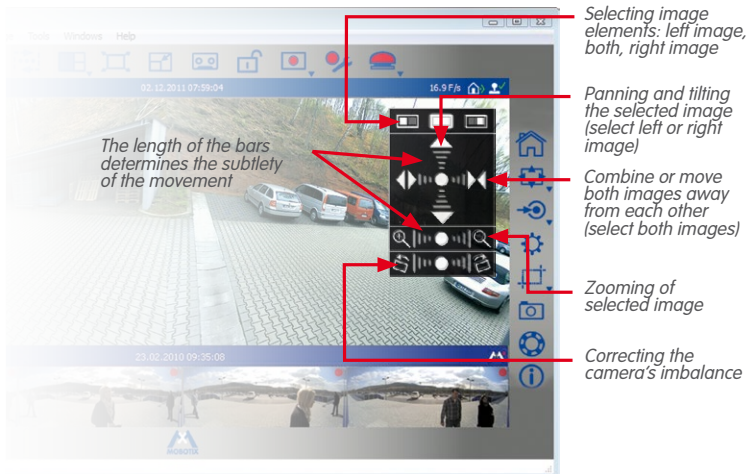 Tools Windows Help
02.12.2011 07:59:04
16.9 F/s
Selecting image
elements: left image,
both, right image
Panning and tilting
the selected image
(select left or right
image)
The length of the bars
determines the subtlety
of the movement
Combine or move
both images away
from each other
(select both images)
Zooming of
selected image
Correcting the
camera's imbalance
23.02.2010 09:35:08
MOBOTIX